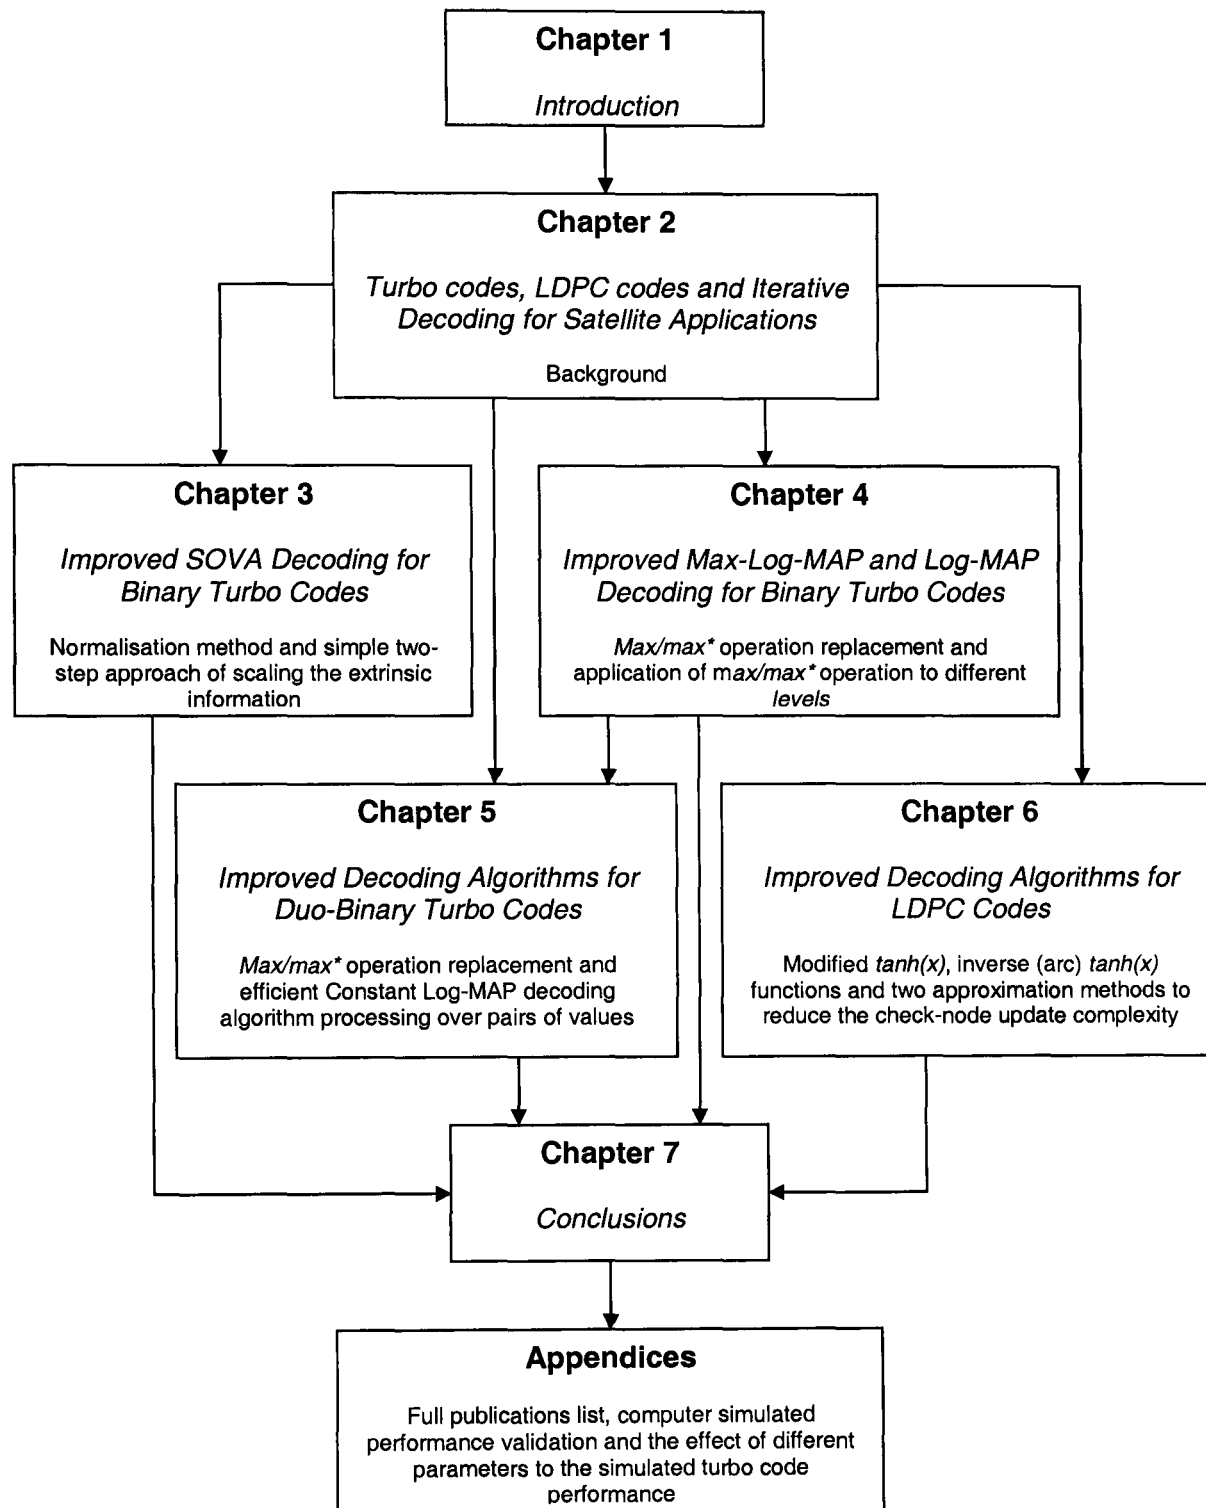 Chapter 1
Introduction
Chapter 2
Turbo codes, LDPC codes and Iterative
Decoding for Satellite Applications
Background
Chapter 3
Improved SOVA Decoding for
Binary Turbo Codes
Normalisation method and simple two-
step approach of scaling the extrinsic
information
Chapter 4
Improved Max-Log-MAP and Log-MAP
Decoding for Binary Turbo Codes
Max/max* operation replacement and
application of max/max* operation to different
levels
Chapter 5
Improved Decoding Algorithms for
Duo-Binary Turbo Codes
Max/max* operation replacement and
efficient Constant Log-MAP decoding
algorithm processing over pairs of values
Chapter 6
Improved Decoding Algorithms for
LDPC Codes
Modified tanh(x), inverse (arc) tanh(x)
functions and two approximation methods to
reduce the check-node update complexity
Chapter 7
Conclusions
Appendices
Full publications list, computer simulated
performance validation and the effect of different
parameters to the simulated turbo code
performance